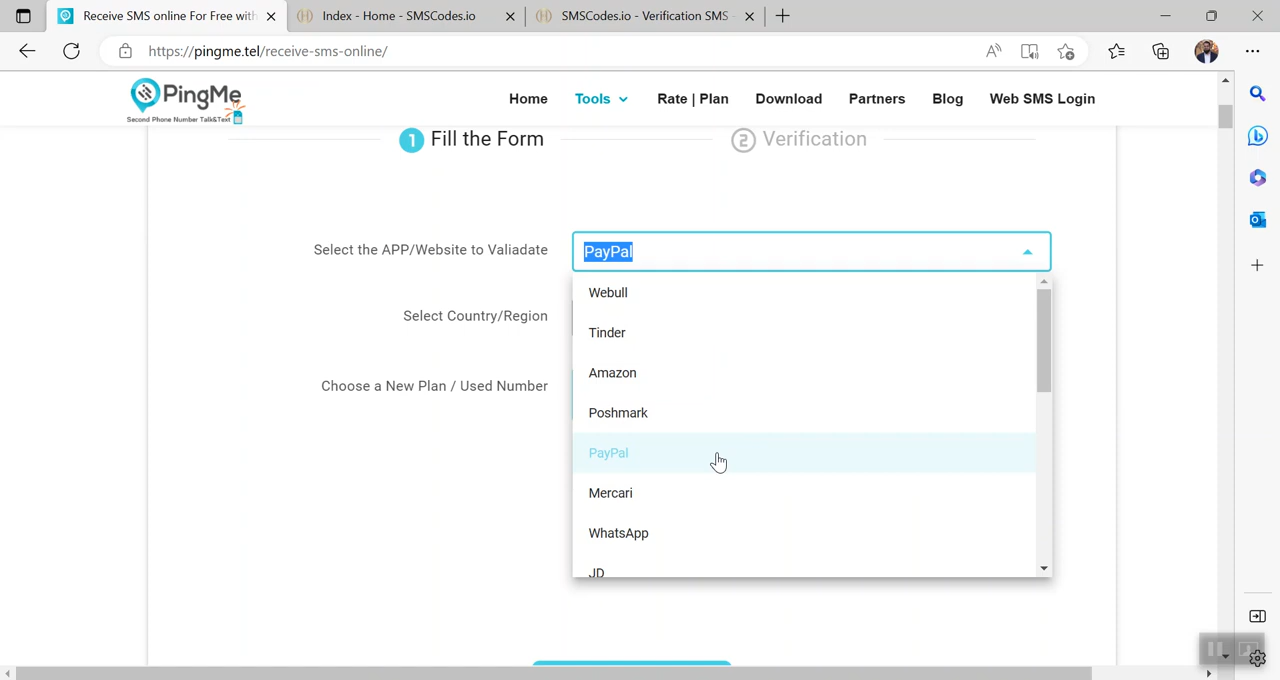 Receive SMS online For Free with
Index - Home - SMSCodes.io
SMSCodes.io - Verification SMS -
https://pingme.tel/receive-sms-online/
PingMe
Second Phone Number Talk&Text
Home
Tools
Rate | Plan
Download
Partners
Blog
Web SMS Login
1 Fill the Form
2 Verification
Select the APP/Website to Valiadate
PayPal
Select Country/Region
Choose a New Plan / Used Number
Webull
Tinder
Amazon
Poshmark
PayPal
Mercari
WhatsApp
JD